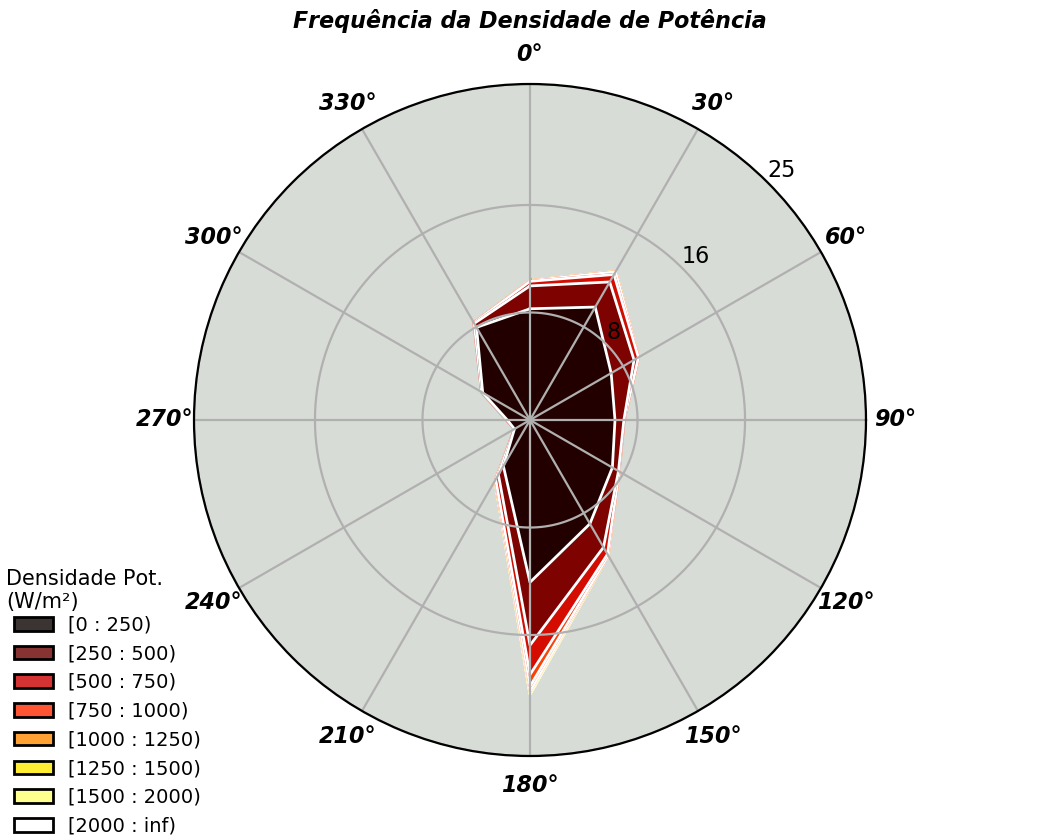 Frequência da Densidade de Potência
0°
330°
30°
25
300°
60°
16
8
270°
90°
Densidade Pot.
(W/m²)
240°
120°
[0 : 250)
[250 : 500)
[500 : 750)
[750 : 1000)
[1000 : 1250)
[1250 : 1500)
[1500 : 2000)
[2000 : inf)
210°
150°
180°